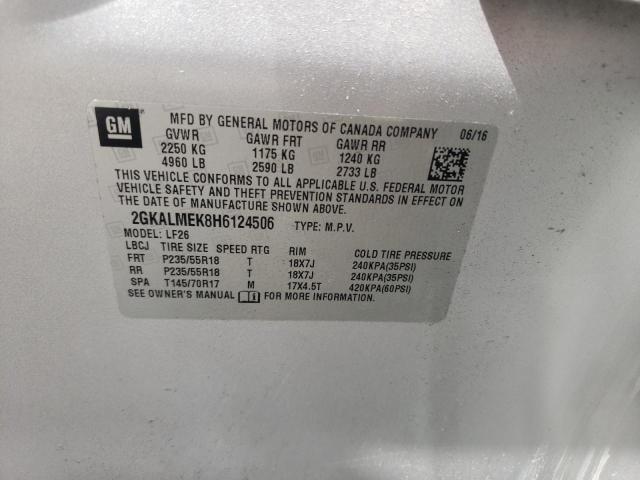 GM
MFD BY GENERAL MOTORS OF CANADA COMPANY 06/16
GVWR GAWR FRT GAWR RR
2250 KG 1175 KG 1240 KG
4960 LB 2590 LB 2733 LB
THIS VEHICLE CONFORMS TO ALL APPLICABLE U.S. FEDERAL MOTOR
VEHICLE SAFETY AND THEFT PREVENTION STANDARDS IN EFFECT ON
THE DATE OF MANUFACTURE SHOWN ABOVE.
2GKALMEK8H6124506 TYPE: M.P.V.
MODEL: LF26
LBCJ TIRE SIZE SPEED RTG RIM COLD TIRE PRESSURE
FRT P235/55R18 T 18X7J 240KPA(35PSI)
RR P235/55R18 T 18X7J 240KPA(35PSI)
SPA T145/70R17 M 17X4.5T 420KPA(60PSI)
SEE OWNER'S MANUAL FOR MORE INFORMATION.